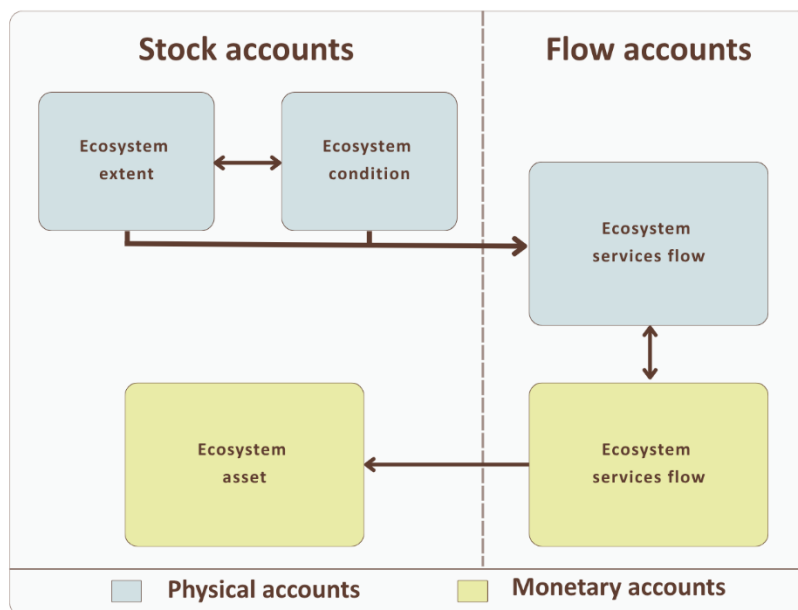 Stock accounts
Flow accounts
Ecosystem
extent
Ecosystem
condition
Ecosystem
services flow
Ecosystem
asset
Ecosystem
services flow
Physical accounts
Monetary accounts